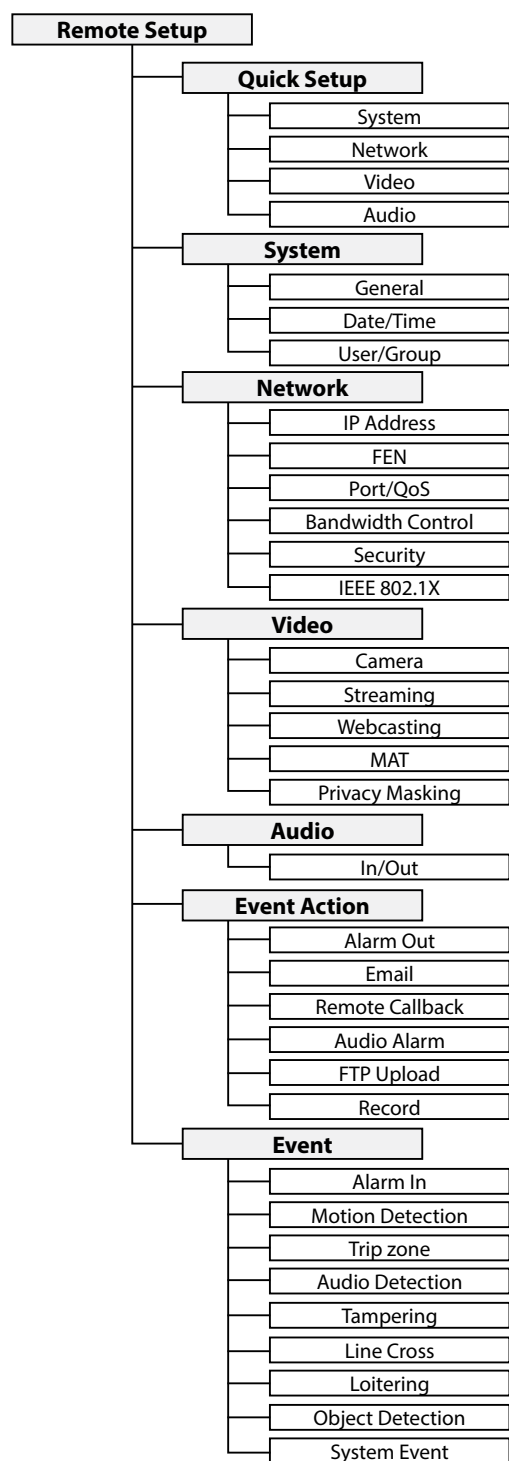 Remote Setup
Quick Setup
System
Network
Video
Audio
System
General
Date/Time
User/Group
Network
IP Address
FEN
Port/QoS
Bandwidth Control
Security
IEEE 802.1X
Video
Camera
Streaming
Webcasting
MAT
Privacy Masking
Audio
In/Out
Event Action
Alarm Out
Email
Remote Callback
Audio Alarm
FTP Upload
Record
Event
Alarm In
Motion Detection
Trip zone
Audio Detection
Tampering
Line Cross
Loitering
Object Detection
System Event